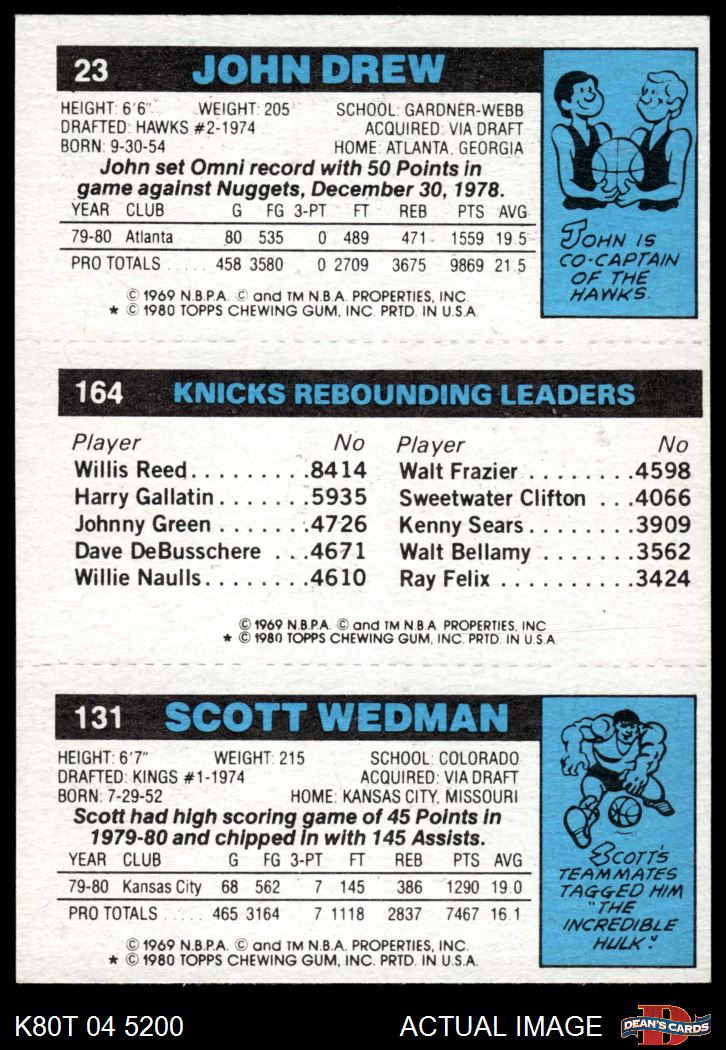 23 JOHN DREW
HEIGHT: 6'6" WEIGHT: 205 SCHOOL: GARDNER-WEBB
DRAFTED: HAWKS #2-1974 ACQUIRED: VIA DRAFT
BORN: 9-30-54 HOME: ATLANTA, GEORGIA
John set Omni record with 50 Points in
game against Nuggets, December 30, 1978.
YEAR CLUB G FG 3-PT FT REB PTS AVG
79-80 Atlanta 80 535 0 489 471 1559 19.5
PRO TOTALS . . . . . 458 3580 0 2709 3675 9869 21.5
© 1969 N.B.P.A. © and TM N.B.A. PROPERTIES, INC.
★ © 1980 TOPPS CHEWING GUM, INC. PRTD. IN U.S.A.
JOHN IS
CO-CAPTAIN
OF THE
HAWKS.
164 KNICKS REBOUNDING LEADERS
Player No Player No
Willis Reed. . . . . . . . .8414 Walt Frazier . . . . . . . .4598
Harry Gallatin. . . . . . .5935 Sweetwater Clifton . . .4066
Johnny Green . . . . . . .4726 Kenny Sears. . . . . . . .3909
Dave DeBusschere . . .4671 Walt Bellamy . . . . . . .3562
Willie Naulls. . . . . . . .4610 Ray Felix . . . . . . . . . .3424
© 1969 N.B.P.A. © and TM N.B.A. PROPERTIES, INC
★ © 1980 TOPPS CHEWING GUM, INC. PRTD. IN U.S.A.
131 SCOTT WEDMAN
HEIGHT: 6'7" WEIGHT: 215 SCHOOL: COLORADO
DRAFTED: KINGS #1-1974 ACQUIRED: VIA DRAFT
BORN: 7-29-52 HOME: KANSAS CITY, MISSOURI
Scott had high scoring game of 45 Points in
1979-80 and chipped in with 145 Assists.
YEAR CLUB G FG 3-PT FT REB PTS AVG
79-80 Kansas City 68 562 7 145 386 1290 19.0
PRO TOTALS . . . . . 465 3164 7 1118 2837 7467 16.1
© 1969 N.B.P.A. © and TM N.B.A. PROPERTIES, INC.
★ © 1980 TOPPS CHEWING GUM, INC. PRTD. IN U.S.A.
SCOTT'S
TEAMMATES
TAGGED HIM
"THE
INCREDIBLE
HULK".
K80T 04 5200 ACTUAL IMAGE D DEAN'S CARDS